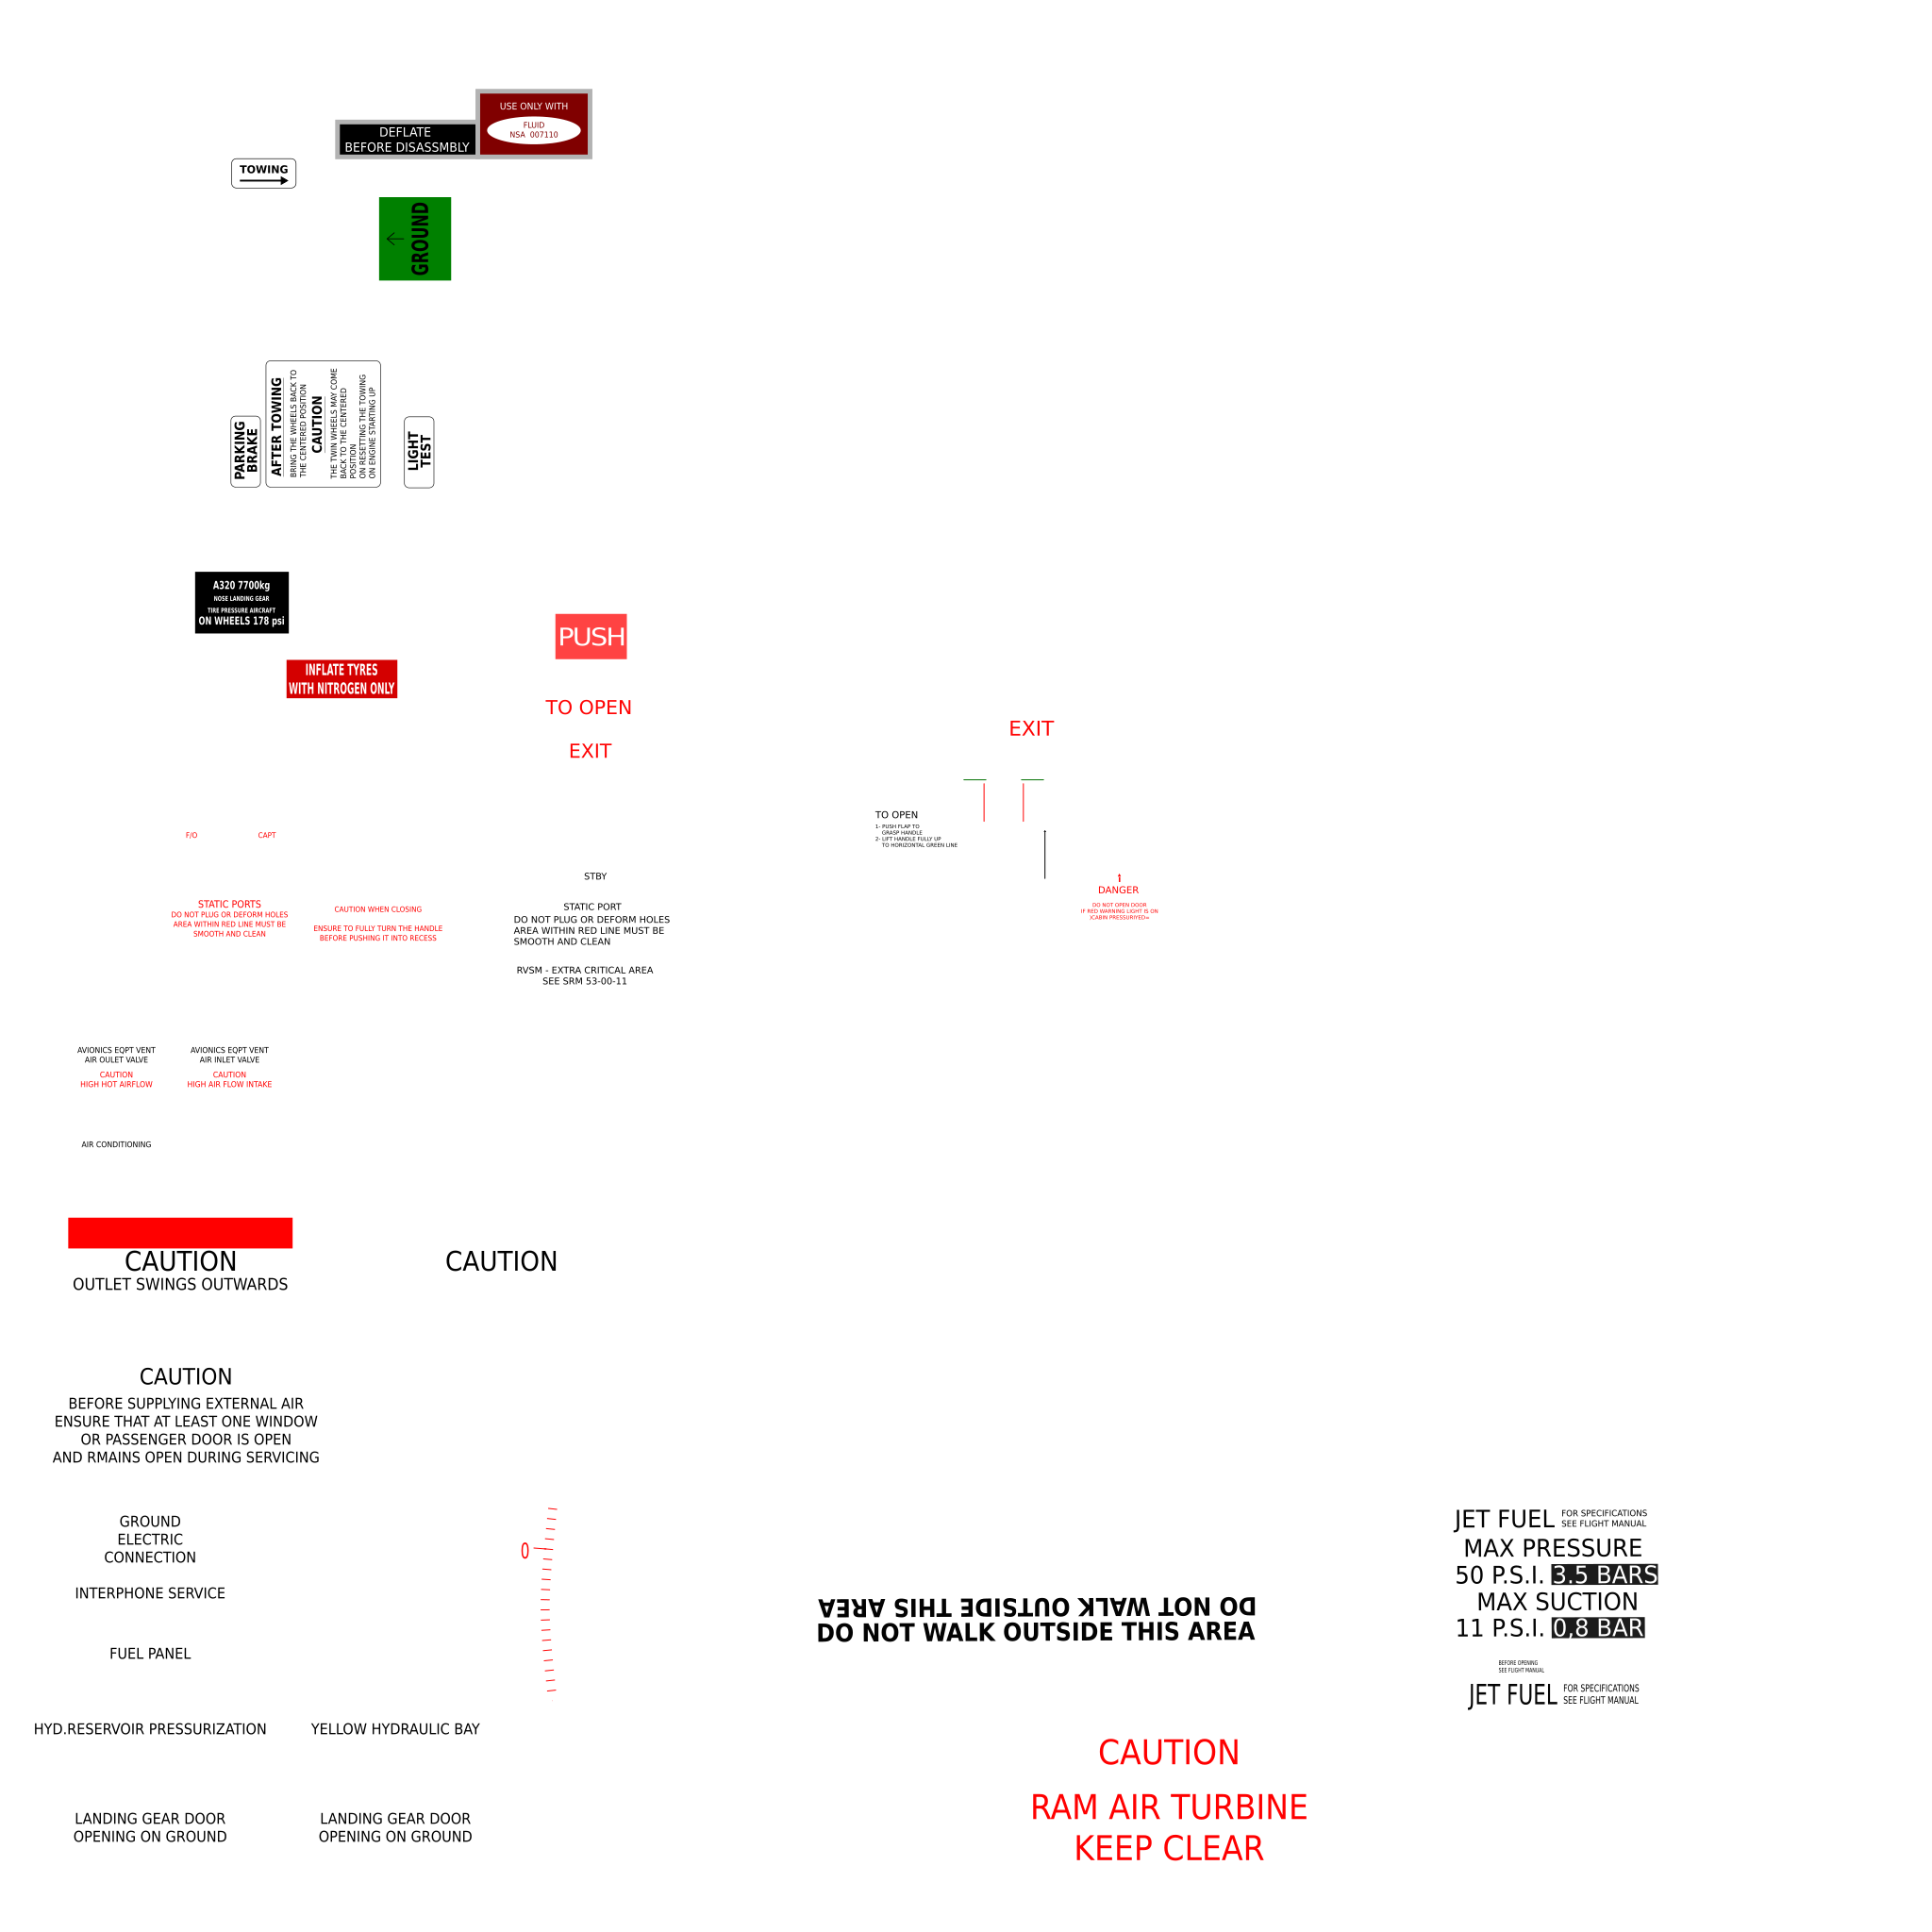 USE ONLY WITH
FLUID
NSA 007110
DEFLATE
BEFORE DISASSMBLY
TOWING
GROUND
PARKING
BRAKE
AFTER TOWING
BRING THE WHEELS BACK TO
THE CENTERED POSITION
CAUTION
THE TWIN WHEELS MAY COME
BACK TO THE CENTERED
POSITION
ON RESETTING THE TOWING
ON ENGINE STARTING UP
LIGHT
TEST
A320 7700kg
NOSE LANDING GEAR
TIRE PRESSURE AIRCRAFT
ON WHEELS 178 psi
INFLATE TYRES
WITH NITROGEN ONLY
PUSH
TO OPEN
EXIT
EXIT
TO OPEN
1- PUSH FLAP TO
GRASP HANDLE
2- LIFT HANDLE FULLY UP
TO HORIZONTAL GREEN LINE
DANGER
DO NOT OPEN DOOR
IF RED WARNING LIGHT IS ON
)CABIN PRESSURIYED=
F/O
CAPT
STATIC PORTS
DO NOT PLUG OR DEFORM HOLES
AREA WITHIN RED LINE MUST BE
SMOOTH AND CLEAN
CAUTION WHEN CLOSING
ENSURE TO FULLY TURN THE HANDLE
BEFORE PUSHING IT INTO RECESS
STBY
STATIC PORT
DO NOT PLUG OR DEFORM HOLES
AREA WITHIN RED LINE MUST BE
SMOOTH AND CLEAN
RVSM - EXTRA CRITICAL AREA
SEE SRM 53-00-11
AVIONICS EQPT VENT
AIR OULET VALVE
CAUTION
HIGH HOT AIRFLOW
AVIONICS EQPT VENT
AIR INLET VALVE
CAUTION
HIGH AIR FLOW INTAKE
AIR CONDITIONING
CAUTION
OUTLET SWINGS OUTWARDS
CAUTION
CAUTION
BEFORE SUPPLYING EXTERNAL AIR
ENSURE THAT AT LEAST ONE WINDOW
OR PASSENGER DOOR IS OPEN
AND RMAINS OPEN DURING SERVICING
GROUND
ELECTRIC
CONNECTION
INTERPHONE SERVICE
FUEL PANEL
HYD.RESERVOIR PRESSURIZATION
YELLOW HYDRAULIC BAY
LANDING GEAR DOOR
OPENING ON GROUND
LANDING GEAR DOOR
OPENING ON GROUND
0
DO NOT WALK OUTSIDE THIS AREA
DO NOT WALK OUTSIDE THIS AREA
CAUTION
RAM AIR TURBINE
KEEP CLEAR
JET FUEL FOR SPECIFICATIONS
SEE FLIGHT MANUAL
MAX PRESSURE
50 P.S.I. 3.5 BARS
MAX SUCTION
11 P.S.I. 0,8 BAR
BEFORE OPENING
SEE FLIGHT MANUAL
JET FUEL FOR SPECIFICATIONS
SEE FLIGHT MANUAL